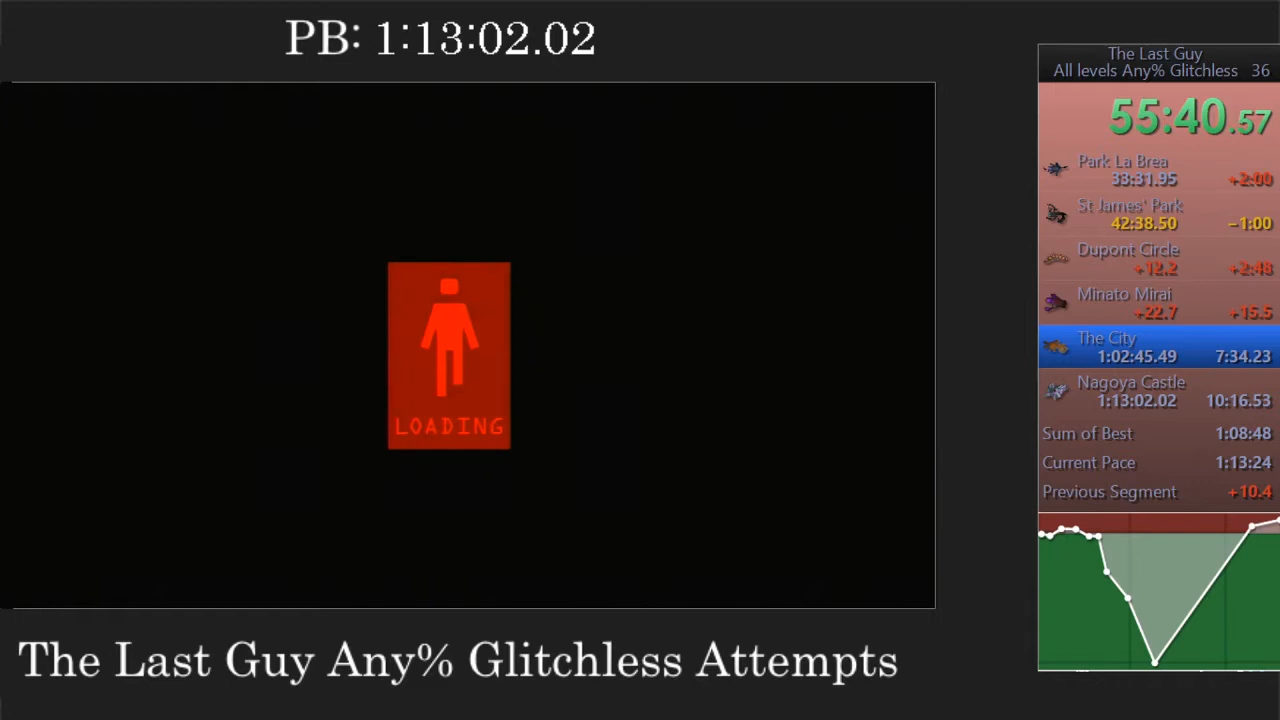 PB: 1:13:02.02
The Last Guy
All levels Any% Glitchless 36
55:40.57
Park La Brea
33:31.95 +2:00
St James' Park
42:38.50 −1:00
Dupont Circle
+12.2 +2:48
Minato Mirai
+22.7 +15.5
The City
1:02:45.49 7:34.23
Nagoya Castle
1:13:02.02 10:16.53
Sum of Best 1:08:48
Current Pace 1:13:24
Previous Segment +10.4
LOADING
The Last Guy Any% Glitchless Attempts